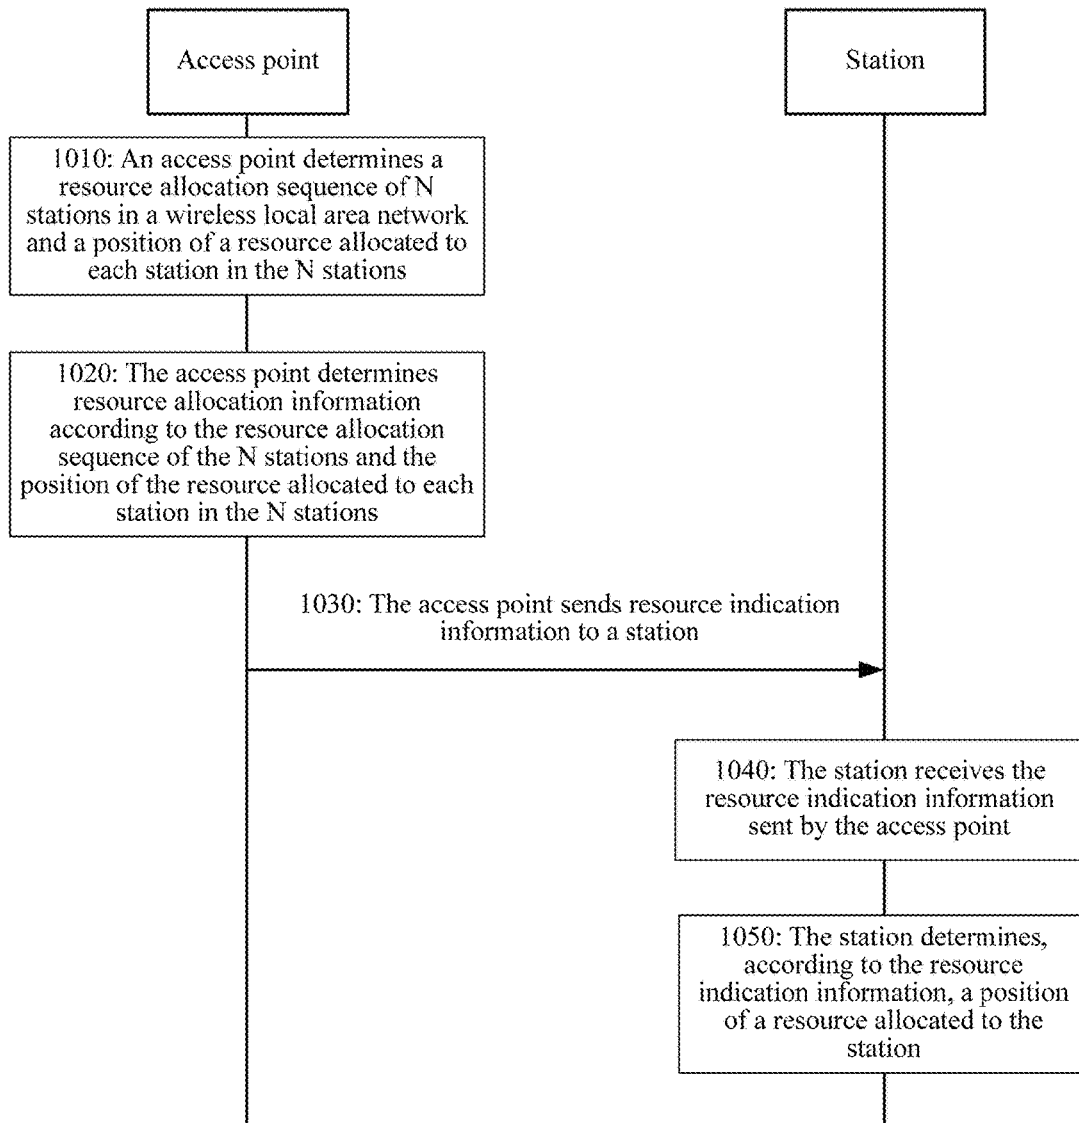 Access point
Station
1010: An access point determines a
resource allocation sequence of N
stations in a wireless local area network
and a position of a resource allocated to
each station in the N stations
1020: The access point determines
resource allocation information
according to the resource allocation
sequence of the N stations and the
position of the resource allocated to each
station in the N stations
1030: The access point sends resource indication
information to a station
1040: The station receives the
resource indication information
sent by the access point
1050: The station determines,
according to the resource
indication information, a position
of a resource allocated to the
station